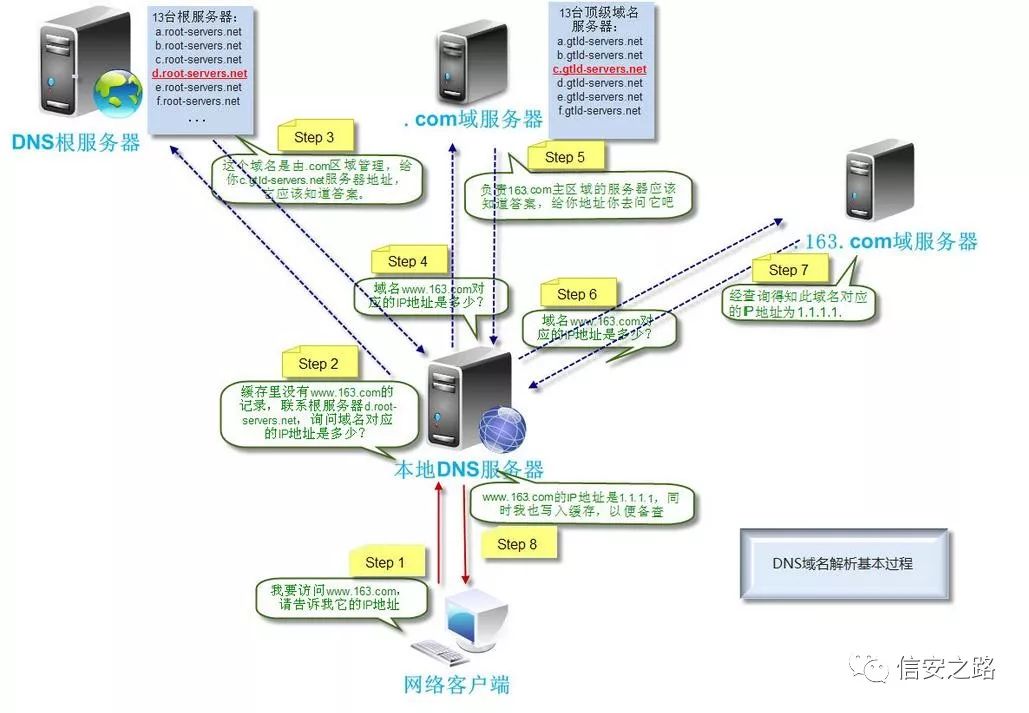 13台根服务器:
a.root-servers.net
b.root-servers.net
c.root-servers.net
d.root-servers.net
e.root-servers.net
f.root-servers.net
...
DNS根服务器
13台顶级域名
服务器:
a.gtld-servers.net
b.gtld-servers.net
c.gtld-servers.net
d.gtld-servers.net
e.gtld-servers.net
f.gtld-servers.net
.com域服务器
Step 3
这个域名是由.com区域管理，给
你c.gtld-servers.net服务器地址，
它应该知道答案。
Step 5
负责163.com主区域的服务器应该
知道答案，给你地址你去问它吧
.163.com域服务器
Step 4
域名www.163.com对
应的IP地址是多少？
Step 6
域名www.163.com对
应的IP地址是多少？
Step 7
经查询得知此域名对应
的IP地址为1.1.1.1.
Step 2
缓存里没有www.163.com的
记录，联系根服务器d.root-
servers.net，询问域名对应
的IP地址是多少？
本地DNS服务器
www.163.com的IP地址是1.1.1.1，同
时我也写入缓存，以便备查
Step 8
Step 1
我要访问www.163.com，
请告诉我它的IP地址
网络客户端
DNS域名解析基本过程
信安之路